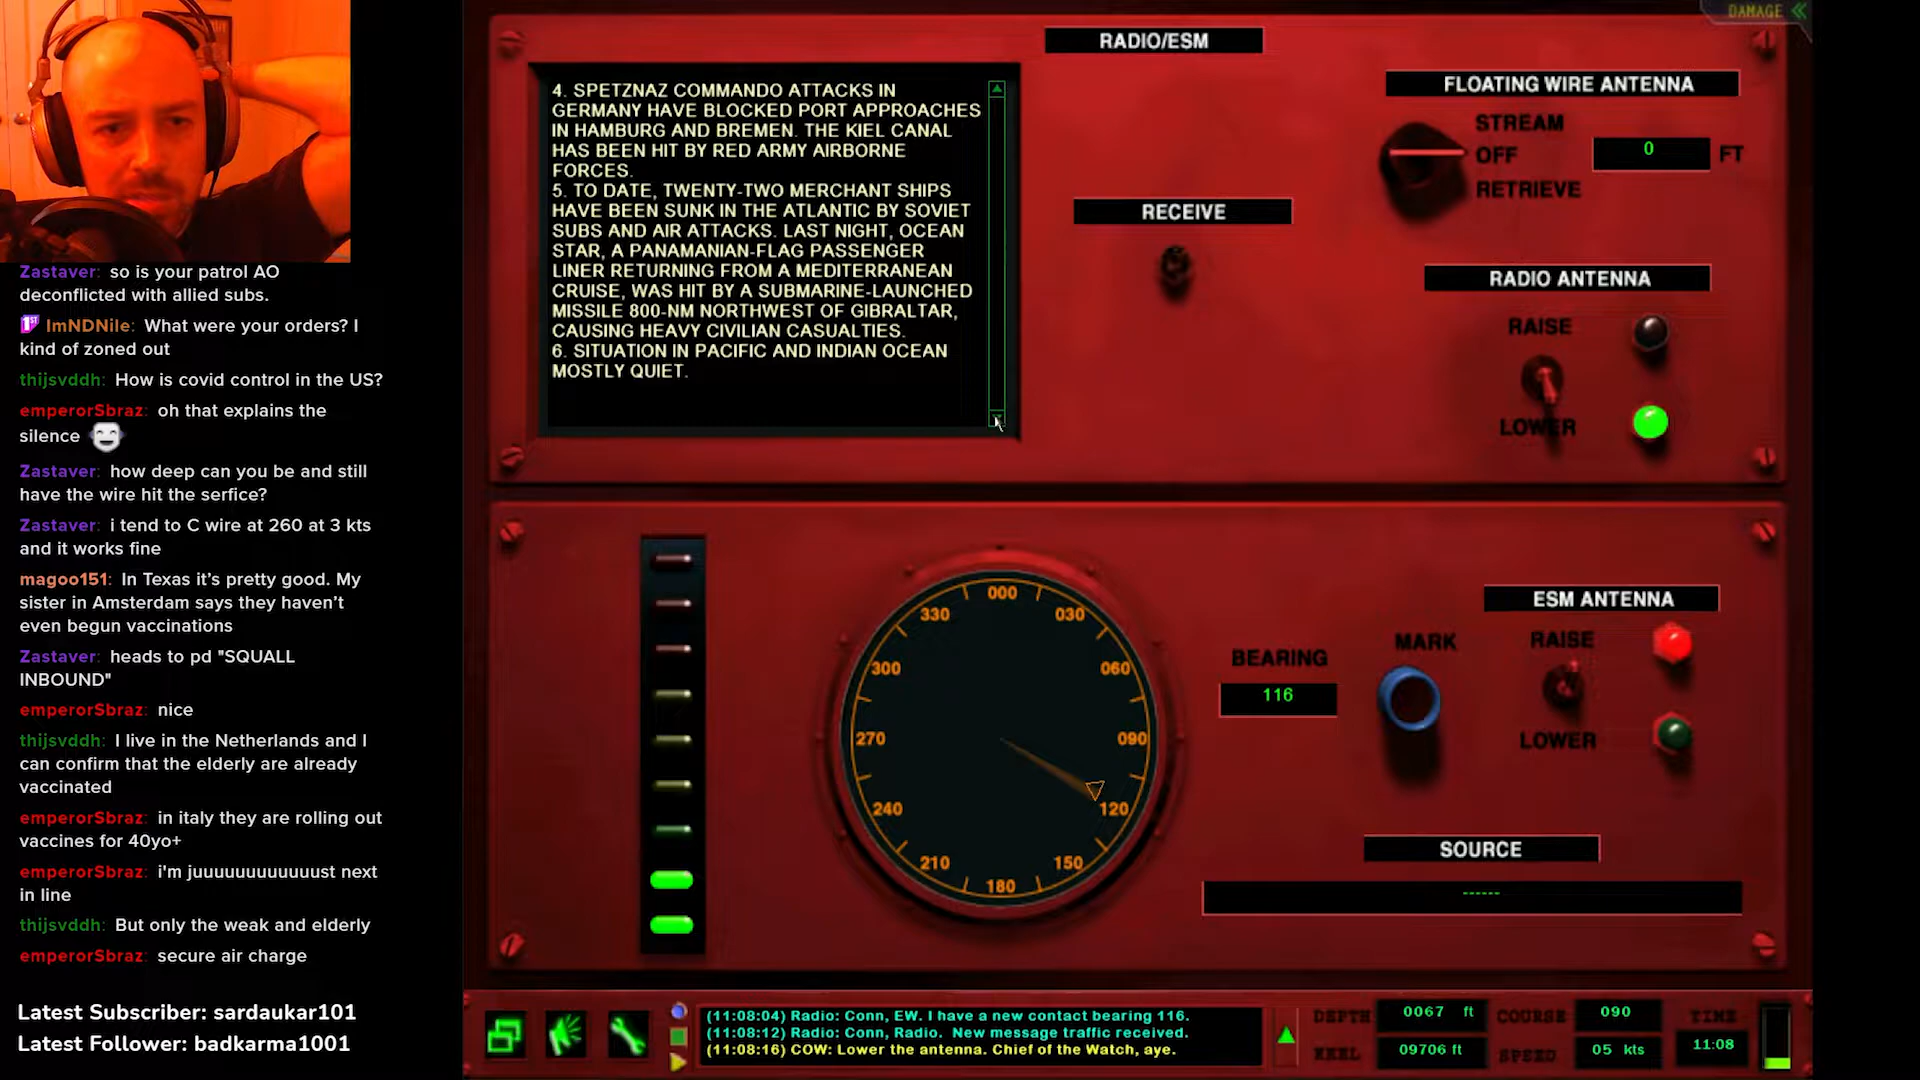 Zastaver: so is your patrol AO
deconflicted with allied subs.
ImNDNile: What were your orders? I
kind of zoned out
thijsvddh: How is covid control in the US?
emperorSbraz: oh that explains the
silence
Zastaver: how deep can you be and still
have the wire hit the serfice?
Zastaver: i tend to C wire at 260 at 3 kts
and it works fine
magoo151: In Texas it's pretty good. My
sister in Amsterdam says they haven't
even begun vaccinations
Zastaver: heads to pd "SQUALL
INBOUND"
emperorSbraz: nice
thijsvddh: I live in the Netherlands and I
can confirm that the elderly are already
vaccinated
emperorSbraz: in italy they are rolling out
vaccines for 40yo+
emperorSbraz: i'm juuuuuuuuuuust next
in line
thijsvddh: But only the weak and elderly
emperorSbraz: secure air charge
Latest Subscriber: sardaukar101
Latest Follower: badkarma1001
DAMAGE
RADIO/ESM
4. SPETZNAZ COMMANDO ATTACKS IN
GERMANY HAVE BLOCKED PORT APPROACHES
IN HAMBURG AND BREMEN. THE KIEL CANAL
HAS BEEN HIT BY RED ARMY AIRBORNE
FORCES.
5. TO DATE, TWENTY-TWO MERCHANT SHIPS
HAVE BEEN SUNK IN THE ATLANTIC BY SOVIET
SUBS AND AIR ATTACKS. LAST NIGHT, OCEAN
STAR, A PANAMANIAN-FLAG PASSENGER
LINER RETURNING FROM A MEDITERRANEAN
CRUISE, WAS HIT BY A SUBMARINE-LAUNCHED
MISSILE 800-NM NORTHWEST OF GIBRALTAR,
CAUSING HEAVY CIVILIAN CASUALTIES.
6. SITUATION IN PACIFIC AND INDIAN OCEAN
MOSTLY QUIET.
RECEIVE
FLOATING WIRE ANTENNA
STREAM
OFF
RETRIEVE
0 FT
RADIO ANTENNA
RAISE
LOWER
000
030
060
090
120
150
180
210
240
270
300
330
BEARING
116
MARK
ESM ANTENNA
RAISE
LOWER
SOURCE
------
(11:08:04) Radio: Conn, EW. I have a new contact bearing 116.
(11:08:12) Radio: Conn, Radio. New message traffic received.
(11:08:16) COW: Lower the antenna. Chief of the Watch, aye.
DEPTH 0067 ft COURSE 090 TIME
KEEL 09706 ft SPEED 05 kts 11:08